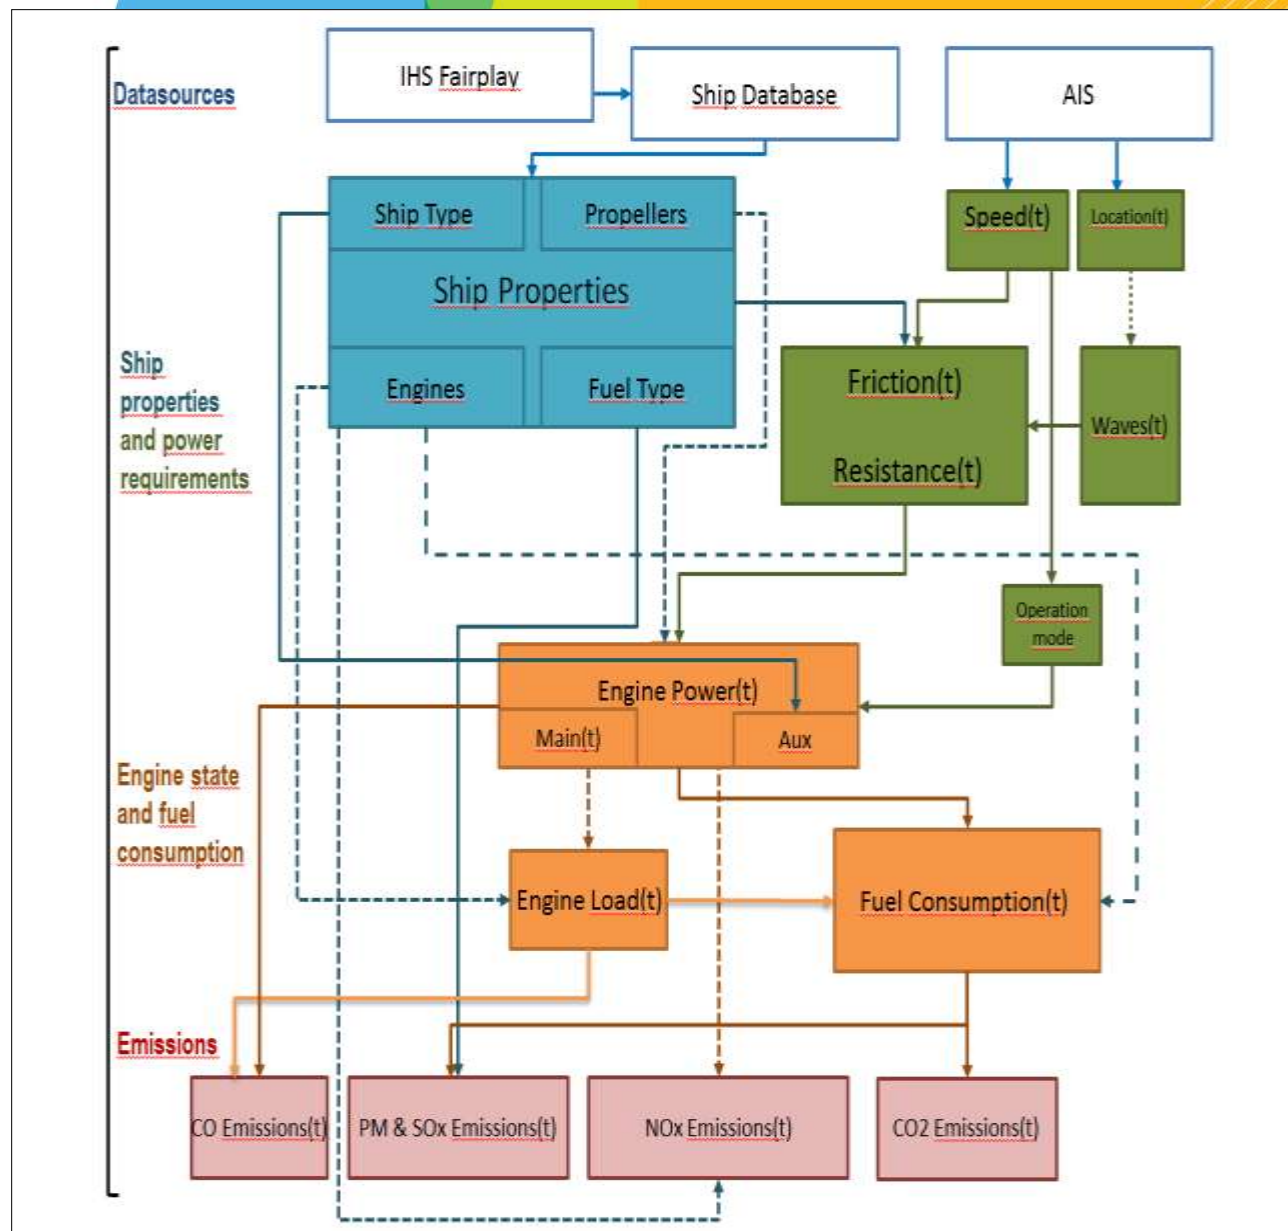 IHS Fairplay
Ship Database
AIS
Datasources
Ship Type
Propellers
Speed(t)
Location(t)
Ship Properties
Ship
properties
and power
requirements
Engines
Fuel Type
Friction(t)
Resistance(t)
Waves(t)
Operation
mode
Engine Power(t)
Main(t)
Aux
Engine state
and fuel
consumption
Engine Load(t)
Fuel Consumption(t)
Emissions
CO Emissions(t)
PM & SOx Emissions(t)
NOx Emissions(t)
CO2 Emissions(t)